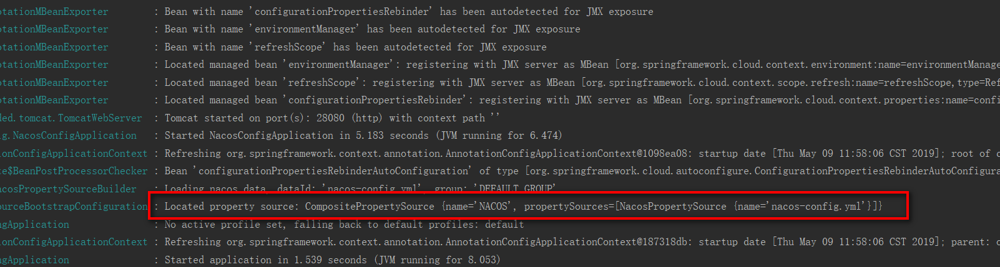 otationMBeanExporter : Bean with name 'configurationPropertiesRebinder' has been autodetected for JMX exposure
otationMBeanExporter : Bean with name 'environmentManager' has been autodetected for JMX exposure
otationMBeanExporter : Bean with name 'refreshScope' has been autodetected for JMX exposure
otationMBeanExporter : Located managed bean 'environmentManager': registering with JMX server as MBean [org.springframework.cloud.context.environment:name=environmentManage
otationMBeanExporter : Located managed bean 'refreshScope': registering with JMX server as MBean [org.springframework.cloud.context.scope.refresh:name=refreshScope,type=Ref
otationMBeanExporter : Located managed bean 'configurationPropertiesRebinder': registering with JMX server as MBean [org.springframework.cloud.context.properties:name=confi
ded.tomcat.TomcatWebServer : Tomcat started on port(s): 28080 (http) with context path ''
ig.NacosConfigApplication : Started NacosConfigApplication in 5.183 seconds (JVM running for 6.474)
ionConfigApplicationContext : Refreshing org.springframework.context.annotation.AnnotationConfigApplicationContext@1098ea08: startup date [Thu May 09 11:58:06 CST 2019]; root of c
te$BeanPostProcessorChecker : Bean 'configurationPropertiesRebinderAutoConfiguration' of type [org.springframework.cloud.autoconfigure.ConfigurationPropertiesRebinderAutoConfigura
acosPropertySourceBuilder : Loading nacos data, dataId: 'nacos-config.yml', group: 'DEFAULT_GROUP'
ourceBootstrapConfiguration : Located property source: CompositePropertySource {name='NACOS', propertySources=[NacosPropertySource {name='nacos-config.yml'}]}
ngApplication : No active profile set, falling back to default profiles: default
ionConfigApplicationContext : Refreshing org.springframework.context.annotation.AnnotationConfigApplicationContext@187318db: startup date [Thu May 09 11:58:06 CST 2019]; parent: o
ngApplication : Started application in 1.539 seconds (JVM running for 8.053)